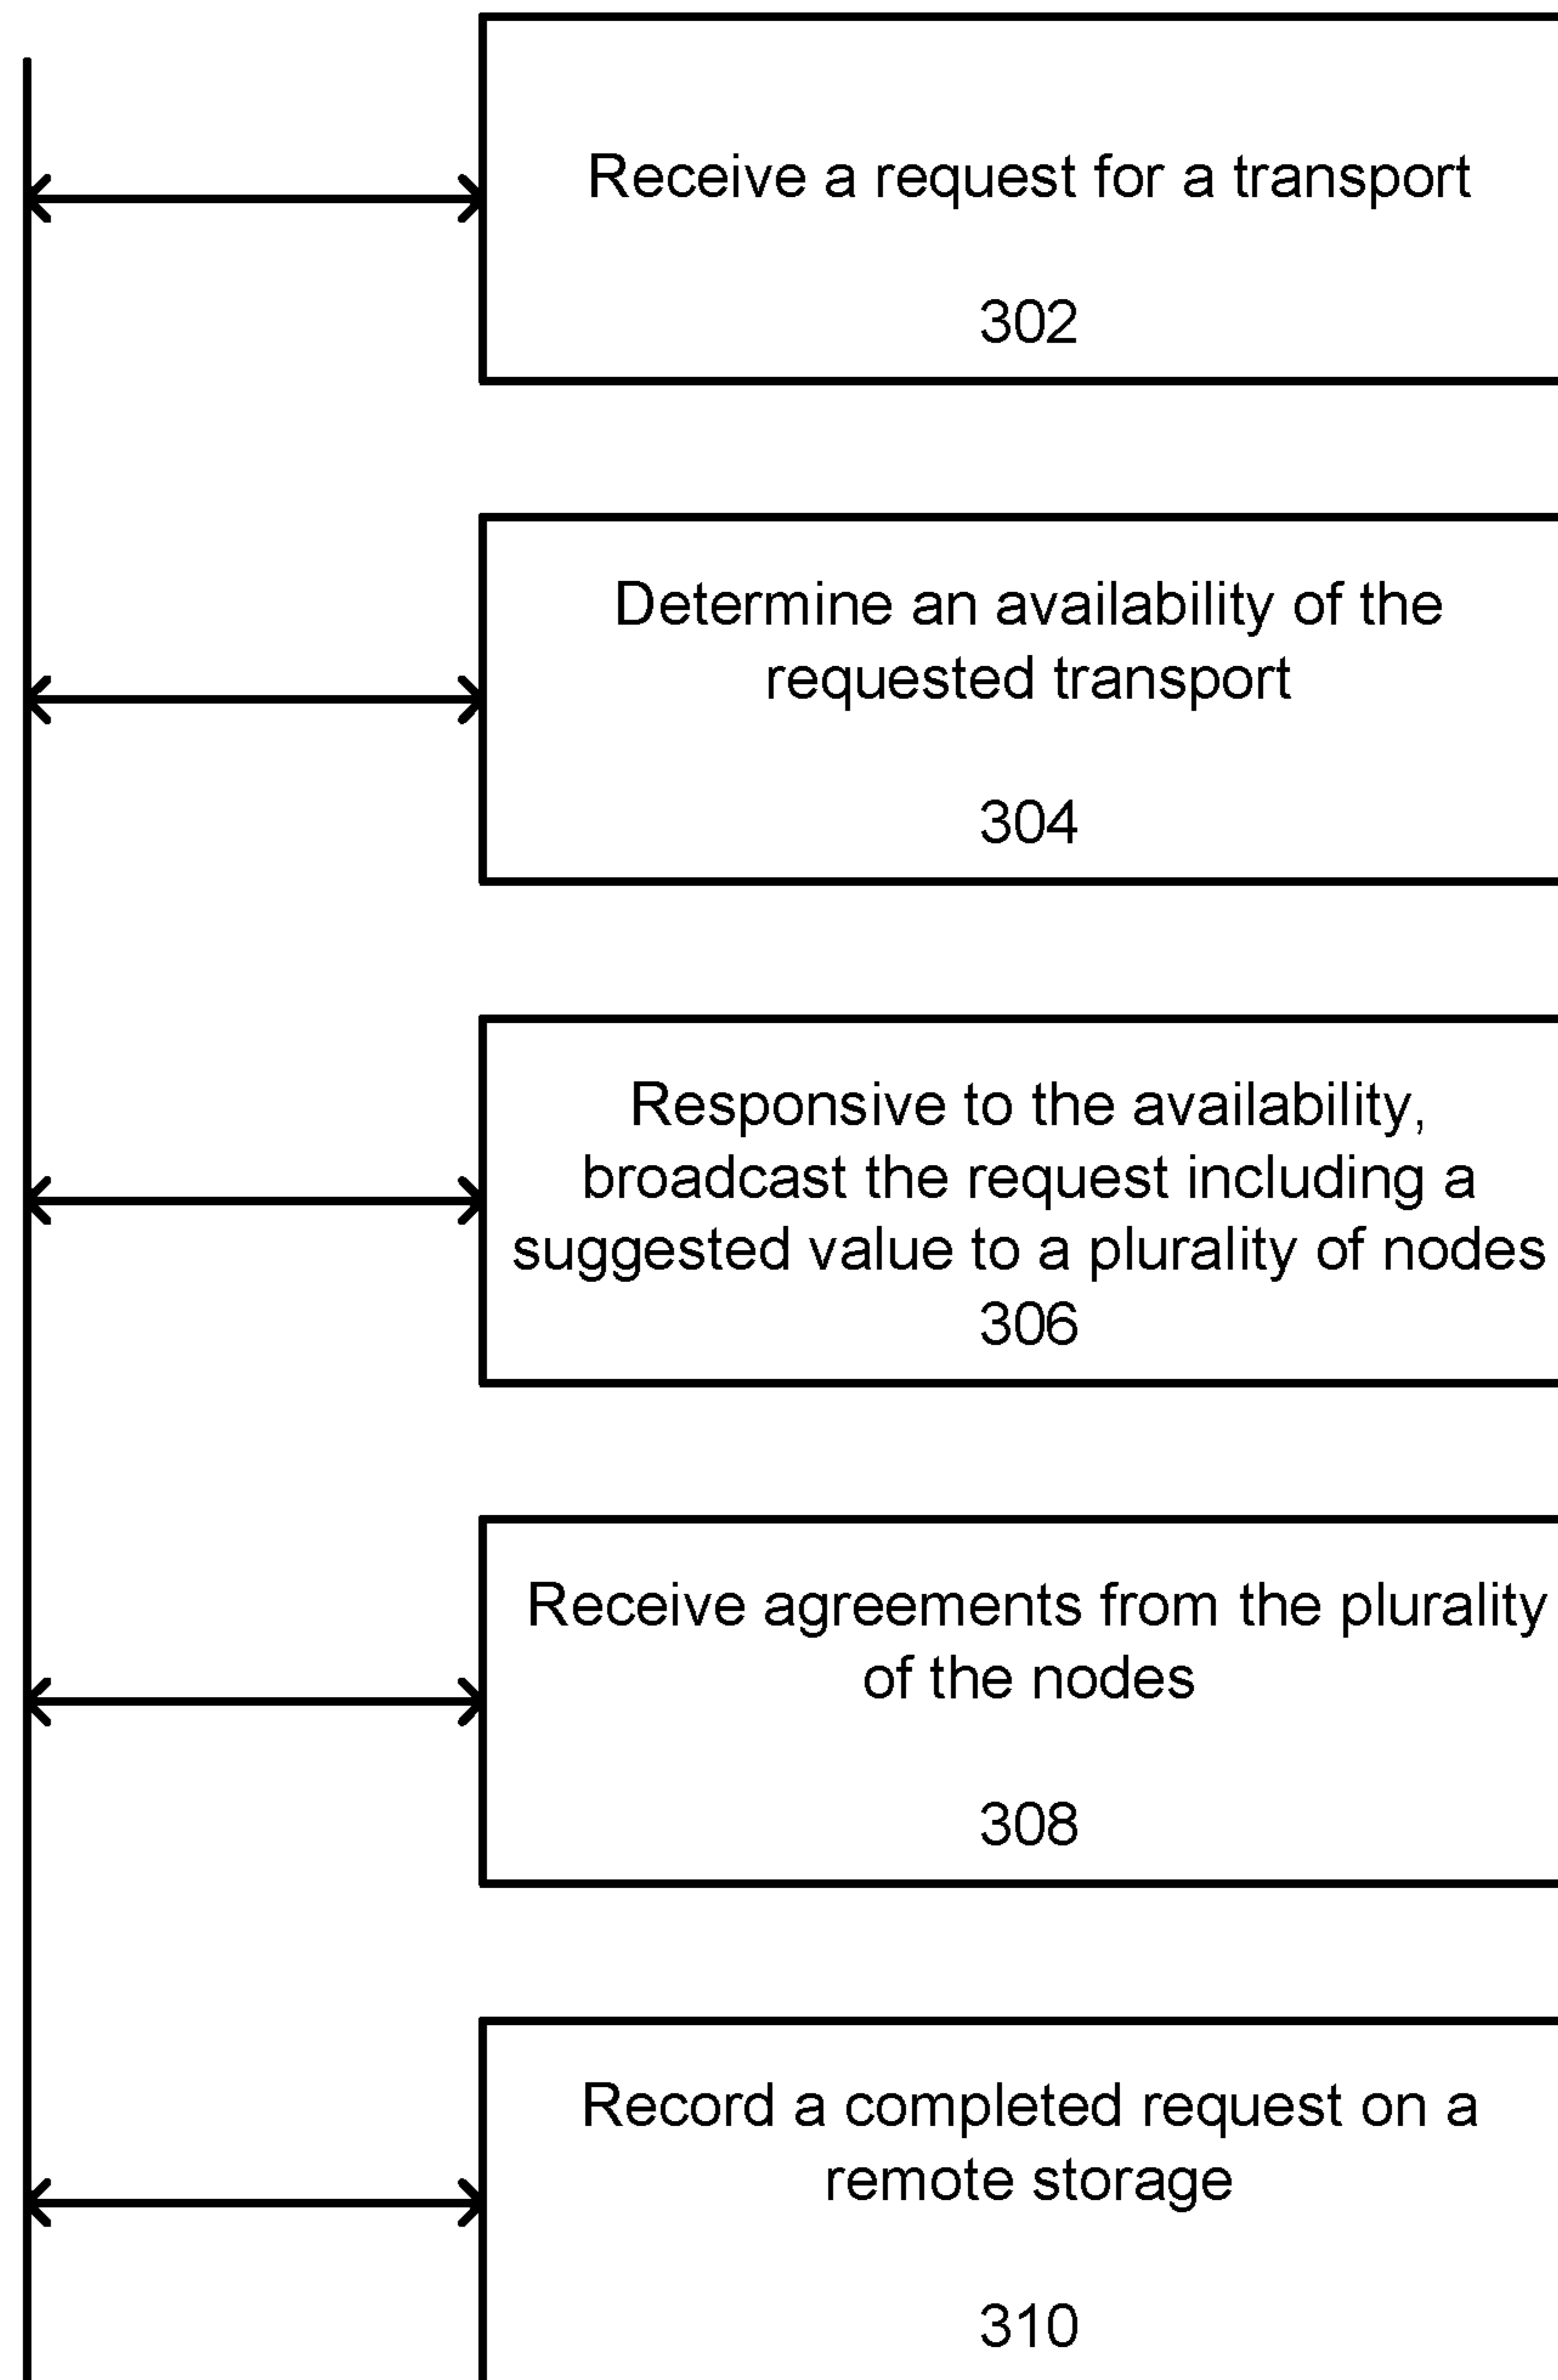 Receive a request for a transport
302
Determine an availability of the
requested transport
304
Responsive to the availability,
broadcast the request including a
suggested value to a plurality of nodes
306
Receive agreements from the plurality
of the nodes
308
Record a completed request on a
remote storage
310